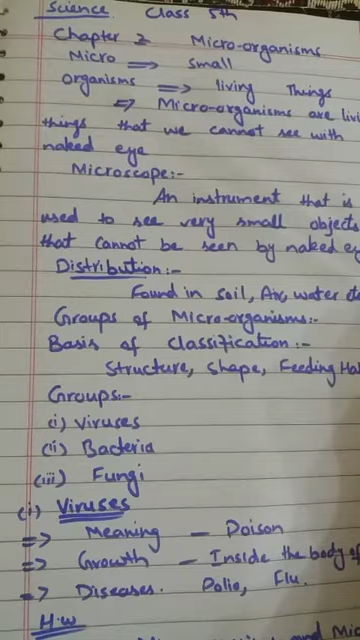 Science. Class 5th
Chapter 2 Micro-organisms
Micro ⇒ Small
organisms ⇒ living Things
⇒ Micro-organisms are livi
things that we cannot see with
naked eye
Microscope:-
An instrument that is
used to see very small objects
that cannot be seen by naked ey
Distribution:-
Found in soil, Air, water etc
Groups of Micro-organisms:-
Basis of classification:-
Structure, Shape, Feeding Ha
Groups:-
(i) Viruses
(ii) Bacteria
(iii) Fungi
(i) Viruses
⇒ Meaning - Poison
⇒ Growth - Inside the body of
⇒ Diseases. Polio, Flu.
H.w
and Mic